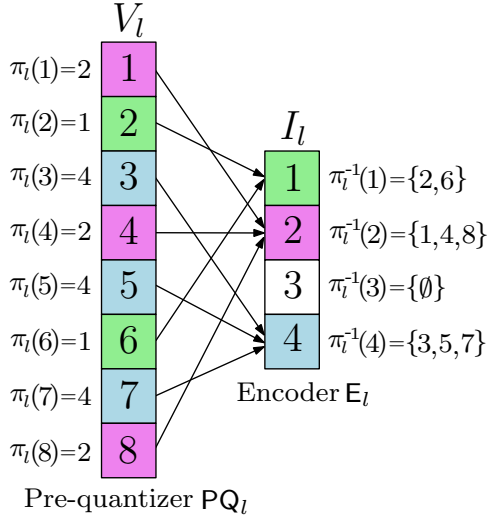 V_l
π_l(1)=2 1
π_l(2)=1 2
π_l(3)=4 3
π_l(4)=2 4
π_l(5)=4 5
π_l(6)=1 6
π_l(7)=4 7
π_l(8)=2 8
Pre-quantizer PQ_l
I_l
1 π_l^{-1}(1)={2,6}
2 π_l^{-1}(2)={1,4,8}
3 π_l^{-1}(3)={∅}
4 π_l^{-1}(4)={3,5,7}
Encoder E_l